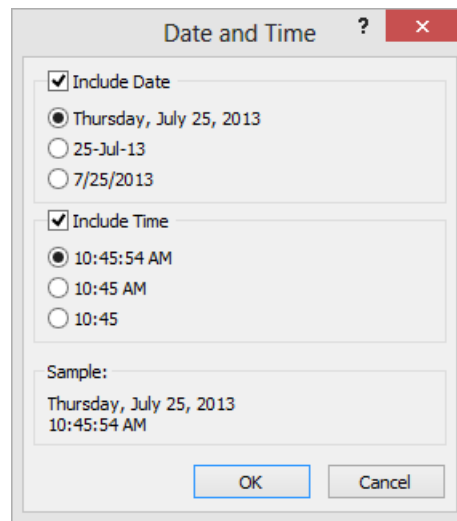 Date and Time ? ×
Include Date
Thursday, July 25, 2013
25-Jul-13
7/25/2013
Include Time
10:45:54 AM
10:45 AM
10:45
Sample:
Thursday, July 25, 2013
10:45:54 AM
OK Cancel